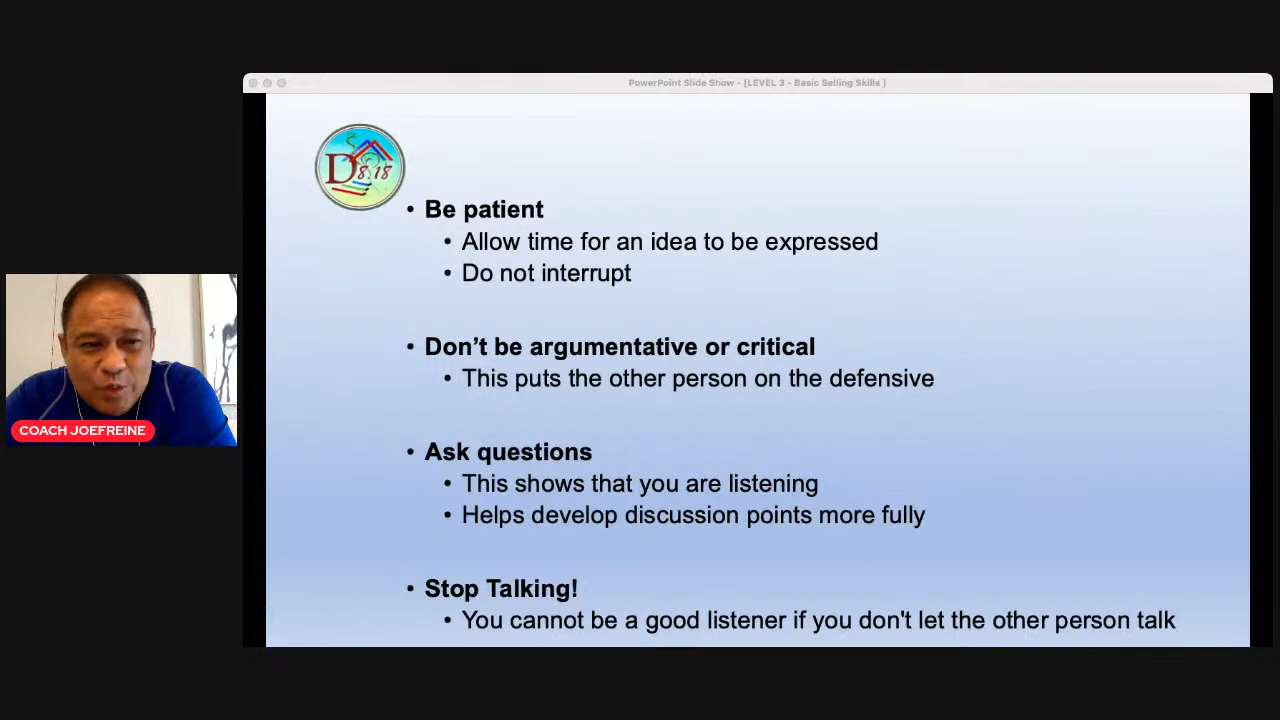 PowerPoint Slide Show - [LEVEL 3 - Basic Selling Skills ]
D8.18
• Be patient
• Allow time for an idea to be expressed
• Do not interrupt
• Don’t be argumentative or critical
• This puts the other person on the defensive
• Ask questions
• This shows that you are listening
• Helps develop discussion points more fully
• Stop Talking!
• You cannot be a good listener if you don't let the other person talk
COACH JOEFREINE